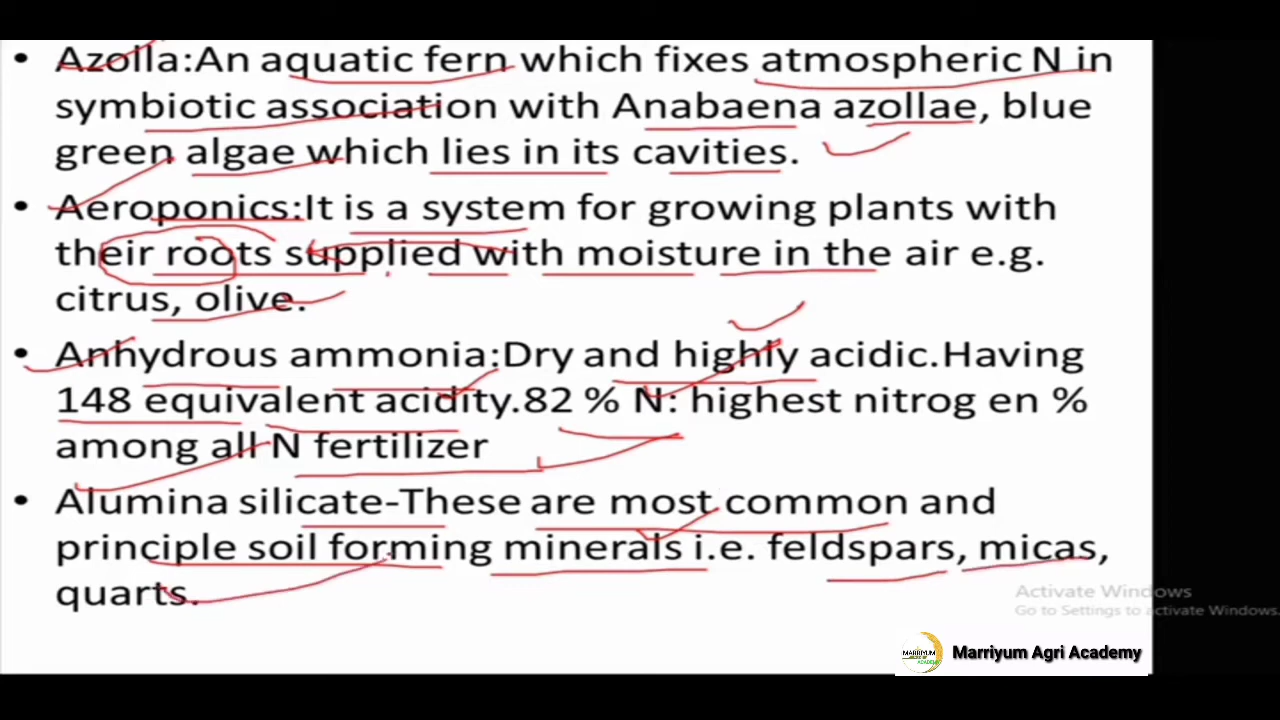 • Azolla:An aquatic fern which fixes atmospheric N in
symbiotic association with Anabaena azollae, blue
green algae which lies in its cavities.
• Aeroponics:It is a system for growing plants with
their roots supplied with moisture in the air e.g.
citrus, olive.
• Anhydrous ammonia:Dry and highly acidic.Having
148 equivalent acidity.82 % N: highest nitrog en %
among all N fertilizer
• Alumina silicate-These are most common and
principle soil forming minerals i.e. feldspars, micas,
quarts.
Activate Windows
Go to Settings to activate Windows.
MARRIYUM
ACADEMY
Marriyum Agri Academy